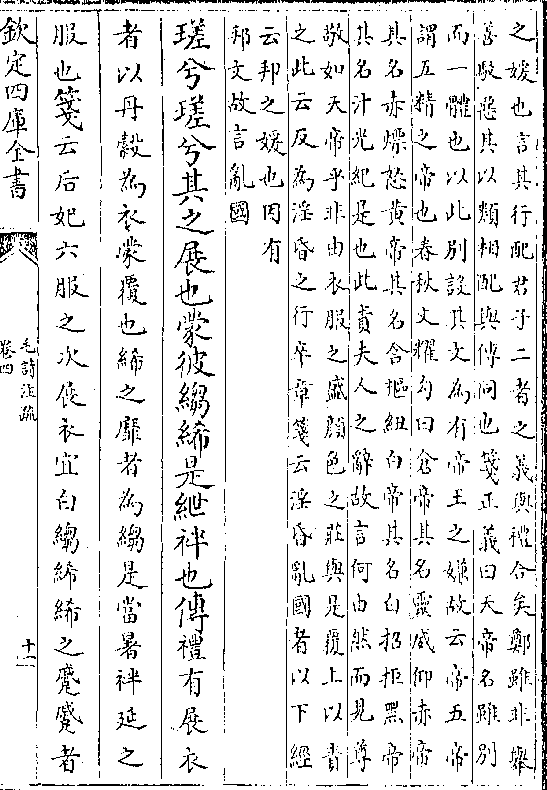 之媛也言其行配君子二者之義與禮合矣鄭雖非舉
善駮惡其以類相配與傳同也箋正義曰天帝名雖別
而一體也以此別設其文為有帝王之嫌故云帝五帝
謂五精之帝也春秋文耀勾曰倉帝其名靈威仰赤帝
其名赤熛怒黄帝其名含樞紐白帝其名白招拒黑帝
其名汁光紀是也此責夫人之辭故言何由然而見尊
敬如天帝乎非由衣服之盛顔色之莊與是覆上以責
之此云反為淫昏之行卒章箋云淫昏亂國者以下經
云邦之媛也因有
邦文故言亂國
瑳兮瑳兮其之展也蒙彼縐絺是紲袢也傳禮有展衣
者以丹縠為衣蒙覆也絺之靡者為縐是當暑袢延之
服也箋云后妃六服之次展衣宜白縐絺絺之蹙蹙者
欽定四庫全書
毛詩注疏
卷四
十一